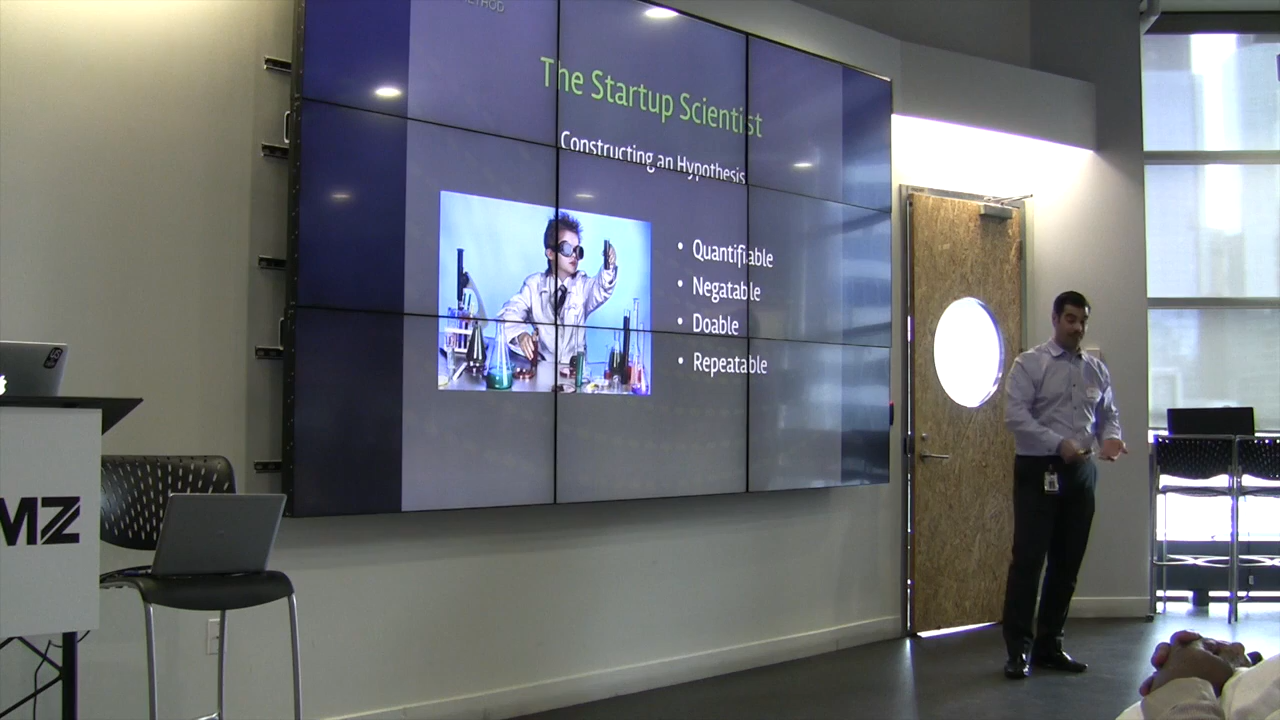 The Startup Scientist
Constructing an Hypothesis
• Quantifiable
• Negatable
• Doable
• Repeatable
MZ